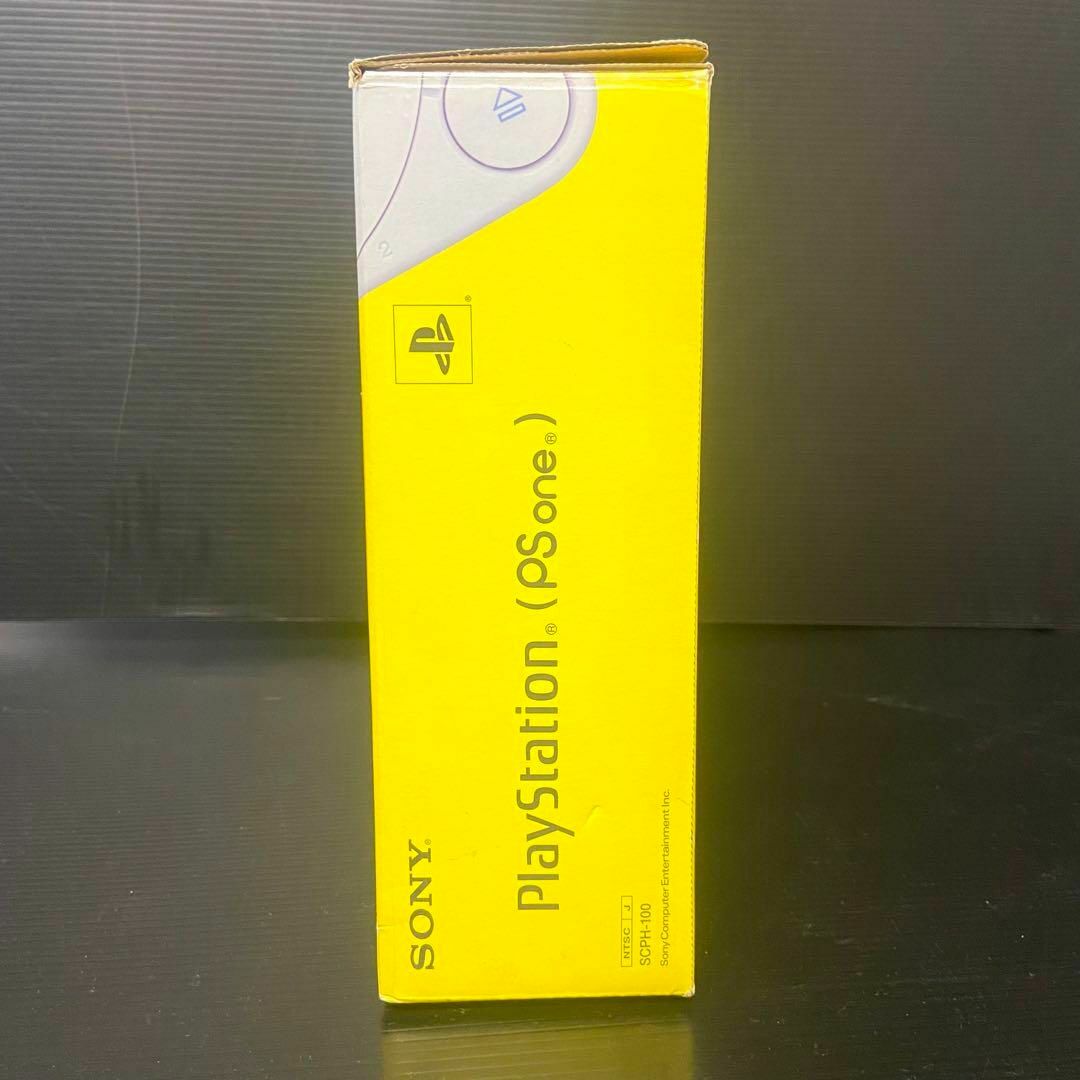 2
SONY®
PlayStation® (PS one®)
NTSC J
SCPH-100
Sony Computer Entertainment Inc.